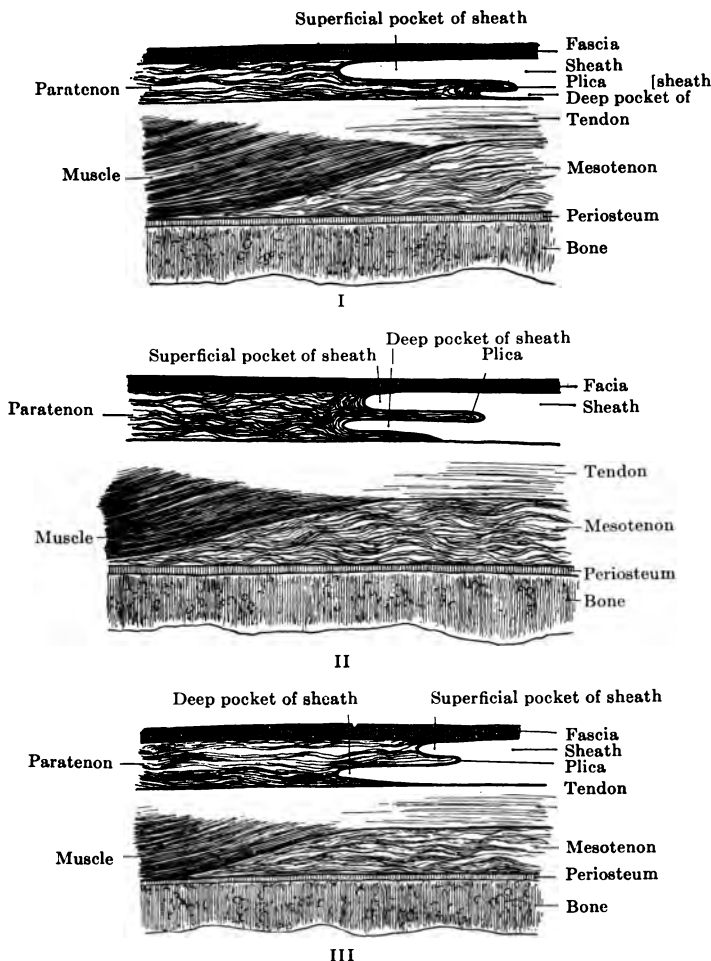 Superficial pocket of sheath
Fascia
Sheath
Paratenon
Plica [sheath
Deep pocket of
Tendon
Muscle
Mesotenon
Periosteum
Bone
I
Deep pocket of sheath
Superficial pocket of sheath
Plica
Facia
Paratenon
Sheath
Tendon
Muscle
Mesotenon
Periosteum
Bone
II
Deep pocket of sheath
Superficial pocket of sheath
Fascia
Sheath
Paratenon
Plica
Tendon
Muscle
Mesotenon
Periosteum
Bone
III